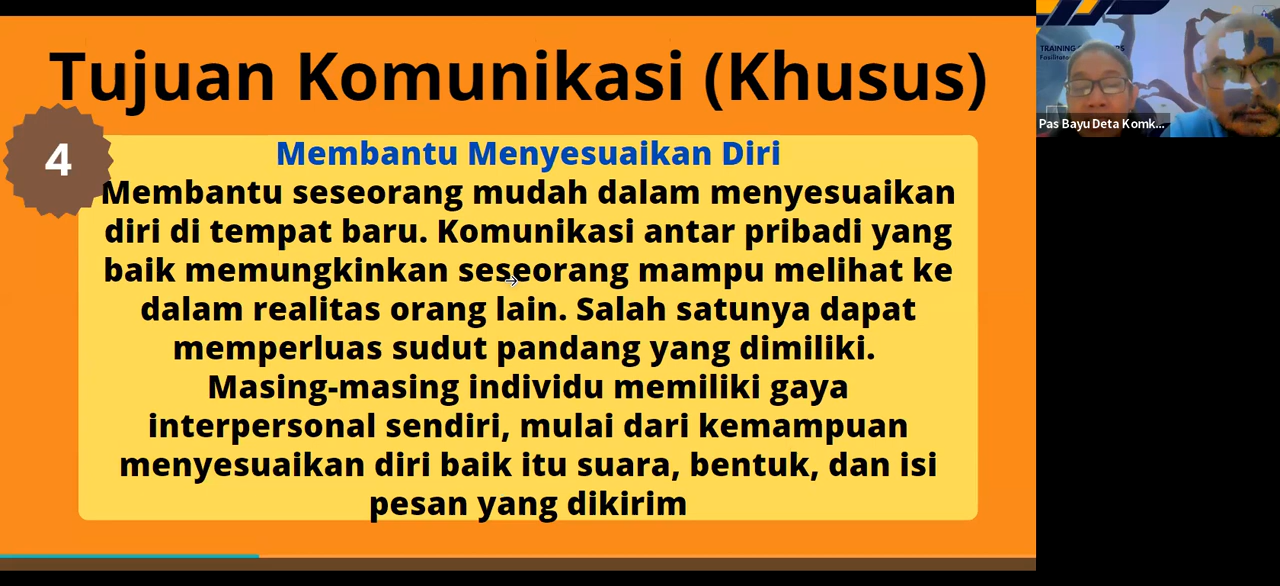 Tujuan Komunikasi (Khusus)
4
Membantu Menyesuaikan Diri
Membantu seseorang mudah dalam menyesuaikan
diri di tempat baru. Komunikasi antar pribadi yang
baik memungkinkan seseorang mampu melihat ke
dalam realitas orang lain. Salah satunya dapat
memperluas sudut pandang yang dimiliki.
Masing-masing individu memiliki gaya
interpersonal sendiri, mulai dari kemampuan
menyesuaikan diri baik itu suara, bentuk, dan isi
pesan yang dikirim
TRAINING
Pas Bayu Deta Komk...